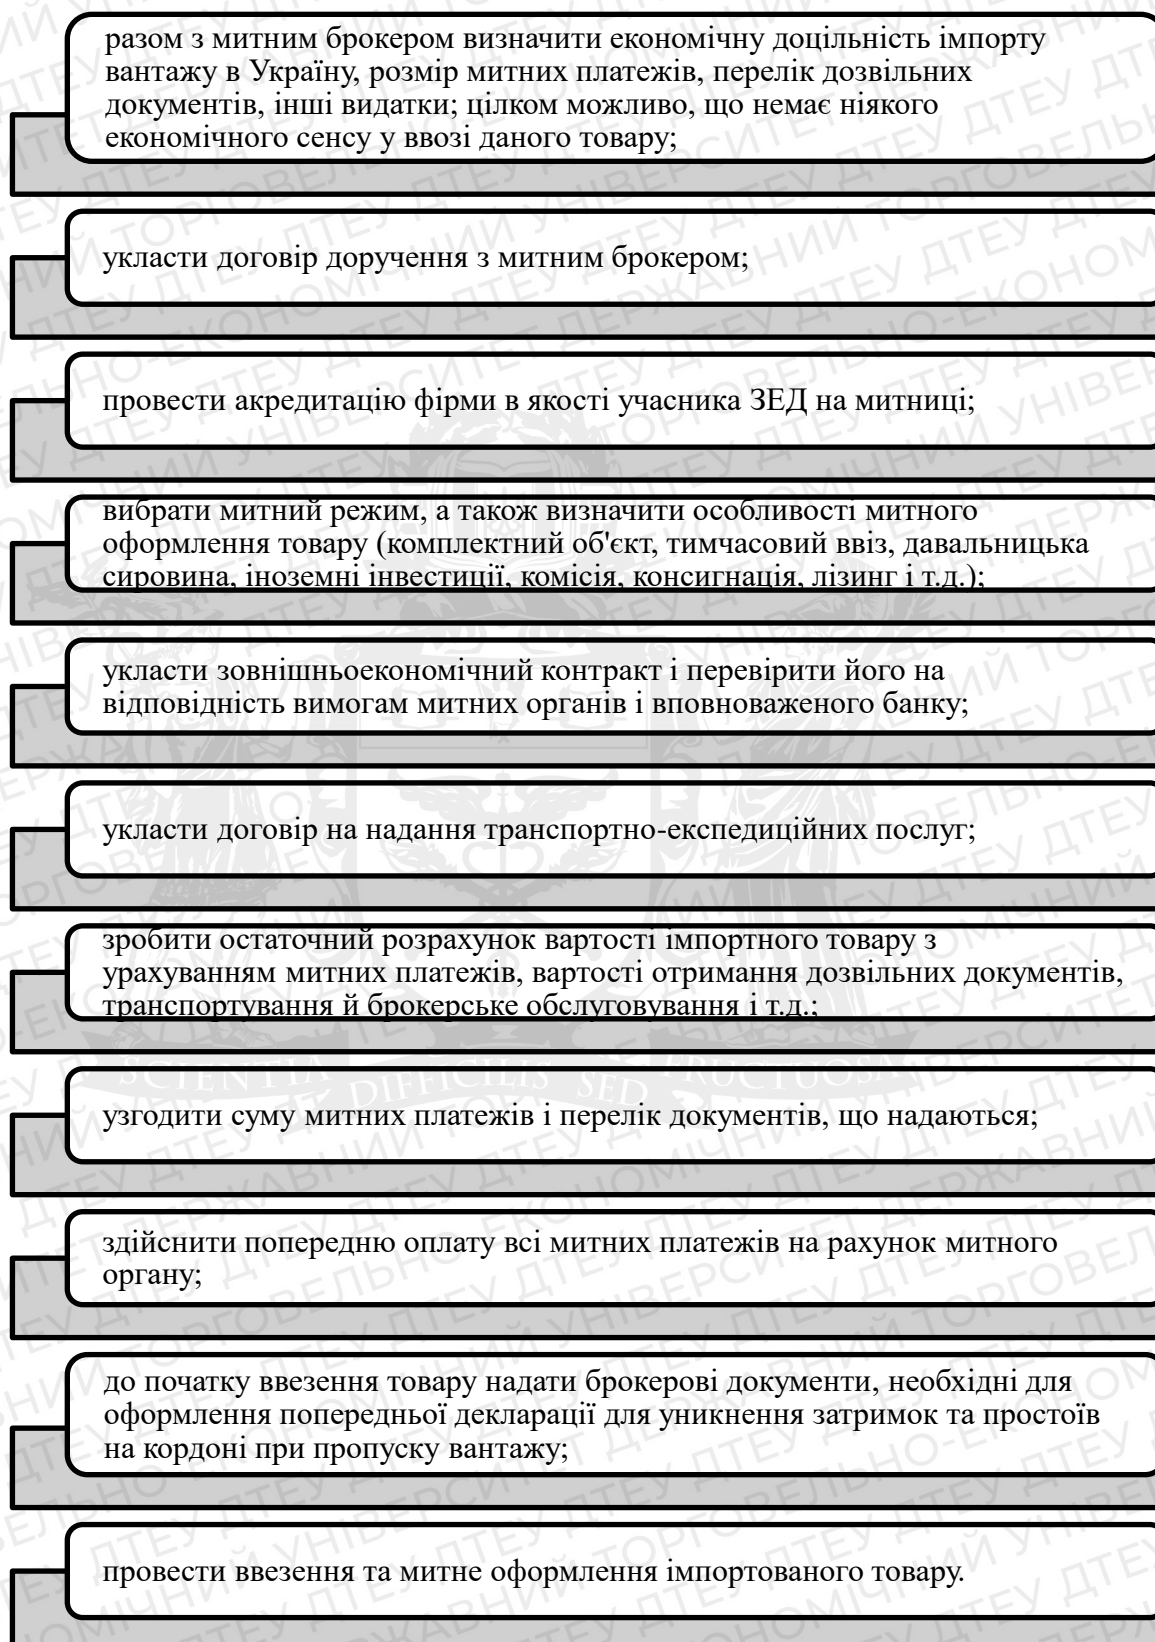 разом з митним брокером визначити економічну доцільність імпорту
вантажу в Україну, розмір митних платежів, перелік дозвільних
документів, інші видатки; цілком можливо, що немає ніякого
економічного сенсу у ввозі даного товару;
укласти договір доручення з митним брокером;
провести акредитацію фірми в якості учасника ЗЕД на митниці;
вибрати митний режим, а також визначити особливості митного
оформлення товару (комплектний об'єкт, тимчасовий ввіз, давальницька
сировина, іноземні інвестиції, комісія, консигнація, лізинг і т.д.);
укласти зовнішньоекономічний контракт і перевірити його на
відповідність вимогам митних органів і вповноваженого банку;
укласти договір на надання транспортно-експедиційних послуг;
зробити остаточний розрахунок вартості імпортного товару з
урахуванням митних платежів, вартості отримання дозвільних документів,
транспортування й брокерське обслуговування і т.д.;
SCIENTIA DIFFICILIS SED FRUCTUOSA
узгодити суму митних платежів і перелік документів, що надаються;
здійснити попередню оплату всі митних платежів на рахунок митного
органу;
до початку ввезення товару надати брокерові документи, необхідні для
оформлення попередньої декларації для уникнення затримок та простоїв
на кордоні при пропуску вантажу;
провести ввезення та митне оформлення імпортованого товару.